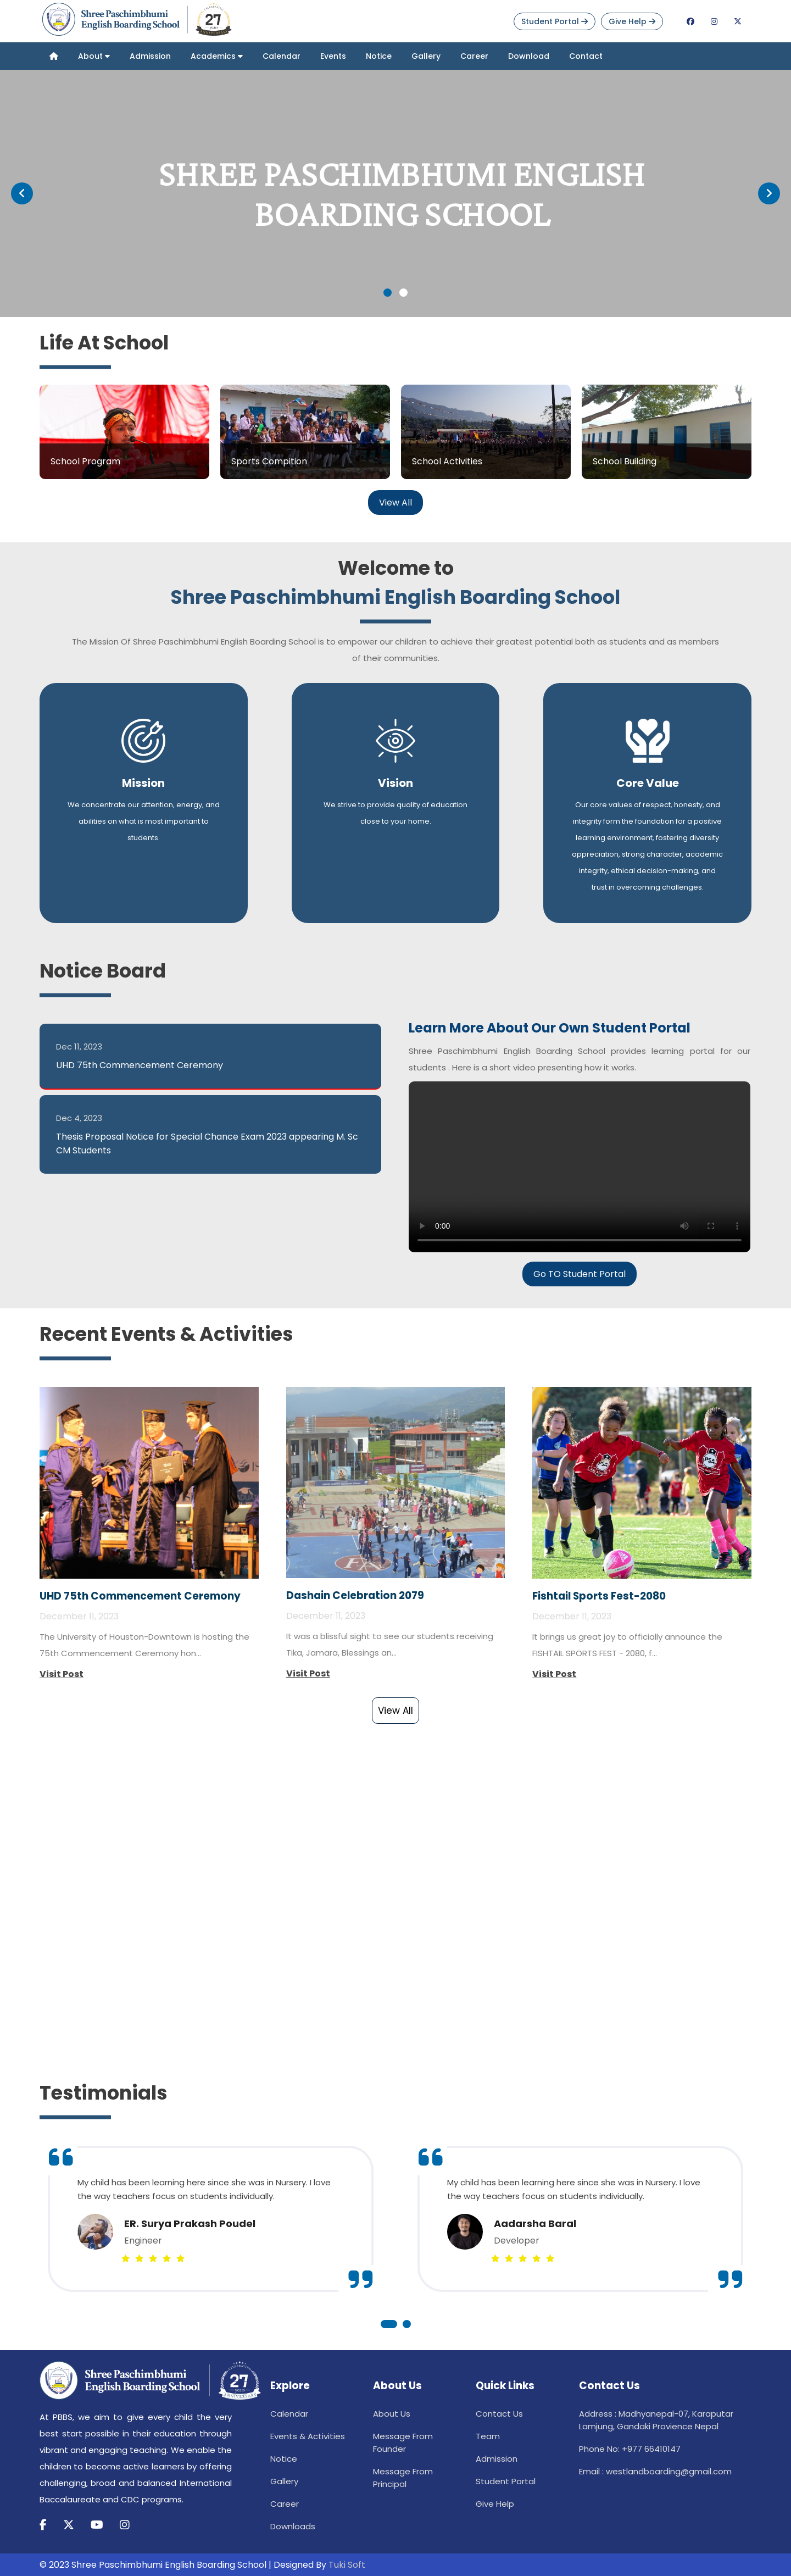 Shree Paschimbhumi
English Boarding School
27
Student Portal
Give Help
About
Admission
Academics
Calendar
Events
Notice
Gallery
Career
Download
Contact
SHREE PASCHIMBHUMI ENGLISH
BOARDING SCHOOL
Life At School
School Program
Sports Compition
School Activities
School Building
View All
Welcome to
Shree Paschimbhumi English Boarding School
The Mission Of Shree Paschimbhumi English Boarding School is to empower our children to achieve their greatest potential both as students and as members
of their communities.
Mission
We concentrate our attention, energy, and
abilities on what is most important to
students.
Vision
We strive to provide quality of education
close to your home.
Core Value
Our core values of respect, honesty, and
integrity form the foundation for a positive
learning environment, fostering diversity
appreciation, strong character, academic
integrity, ethical decision-making, and
trust in overcoming challenges.
Notice Board
Dec 11, 2023
UHD 75th Commencement Ceremony
Dec 4, 2023
Thesis Proposal Notice for Special Chance Exam 2023 appearing M. Sc
CM Students
Learn More About Our Own Student Portal
Shree Paschimbhumi English Boarding School provides learning portal for our
students . Here is a short video presenting how it works.
0:00
Go TO Student Portal
Recent Events & Activities
UHD 75th Commencement Ceremony
December 11, 2023
The University of Houston-Downtown is hosting the
75th Commencement Ceremony hon...
Visit Post
Dashain Celebration 2079
December 11, 2023
It was a blissful sight to see our students receiving
Tika, Jamara, Blessings an...
Visit Post
Fishtail Sports Fest-2080
December 11, 2023
It brings us great joy to officially announce the
FISHTAIL SPORTS FEST - 2080, f...
Visit Post
View All
Testimonials
My child has been learning here since she was in Nursery. I love
the way teachers focus on students individually.
ER. Surya Prakash Poudel
Engineer
My child has been learning here since she was in Nursery. I love
the way teachers focus on students individually.
Aadarsha Baral
Developer
Shree Paschimbhumi
English Boarding School
27
At PBBS, we aim to give every child the very
best start possible in their education through
vibrant and engaging teaching. We enable the
children to become active learners by offering
challenging, broad and balanced International
Baccalaureate and CDC programs.
Explore
Calendar
Events & Activities
Notice
Gallery
Career
Downloads
About Us
About Us
Message From
Founder
Message From
Principal
Quick Links
Contact Us
Team
Admission
Student Portal
Give Help
Contact Us
Address : Madhyanepal-07, Karaputar
Lamjung, Gandaki Provience Nepal
Phone No: +977 66410147
Email : westlandboarding@gmail.com
© 2023 Shree Paschimbhumi English Boarding School | Designed By Tuki Soft